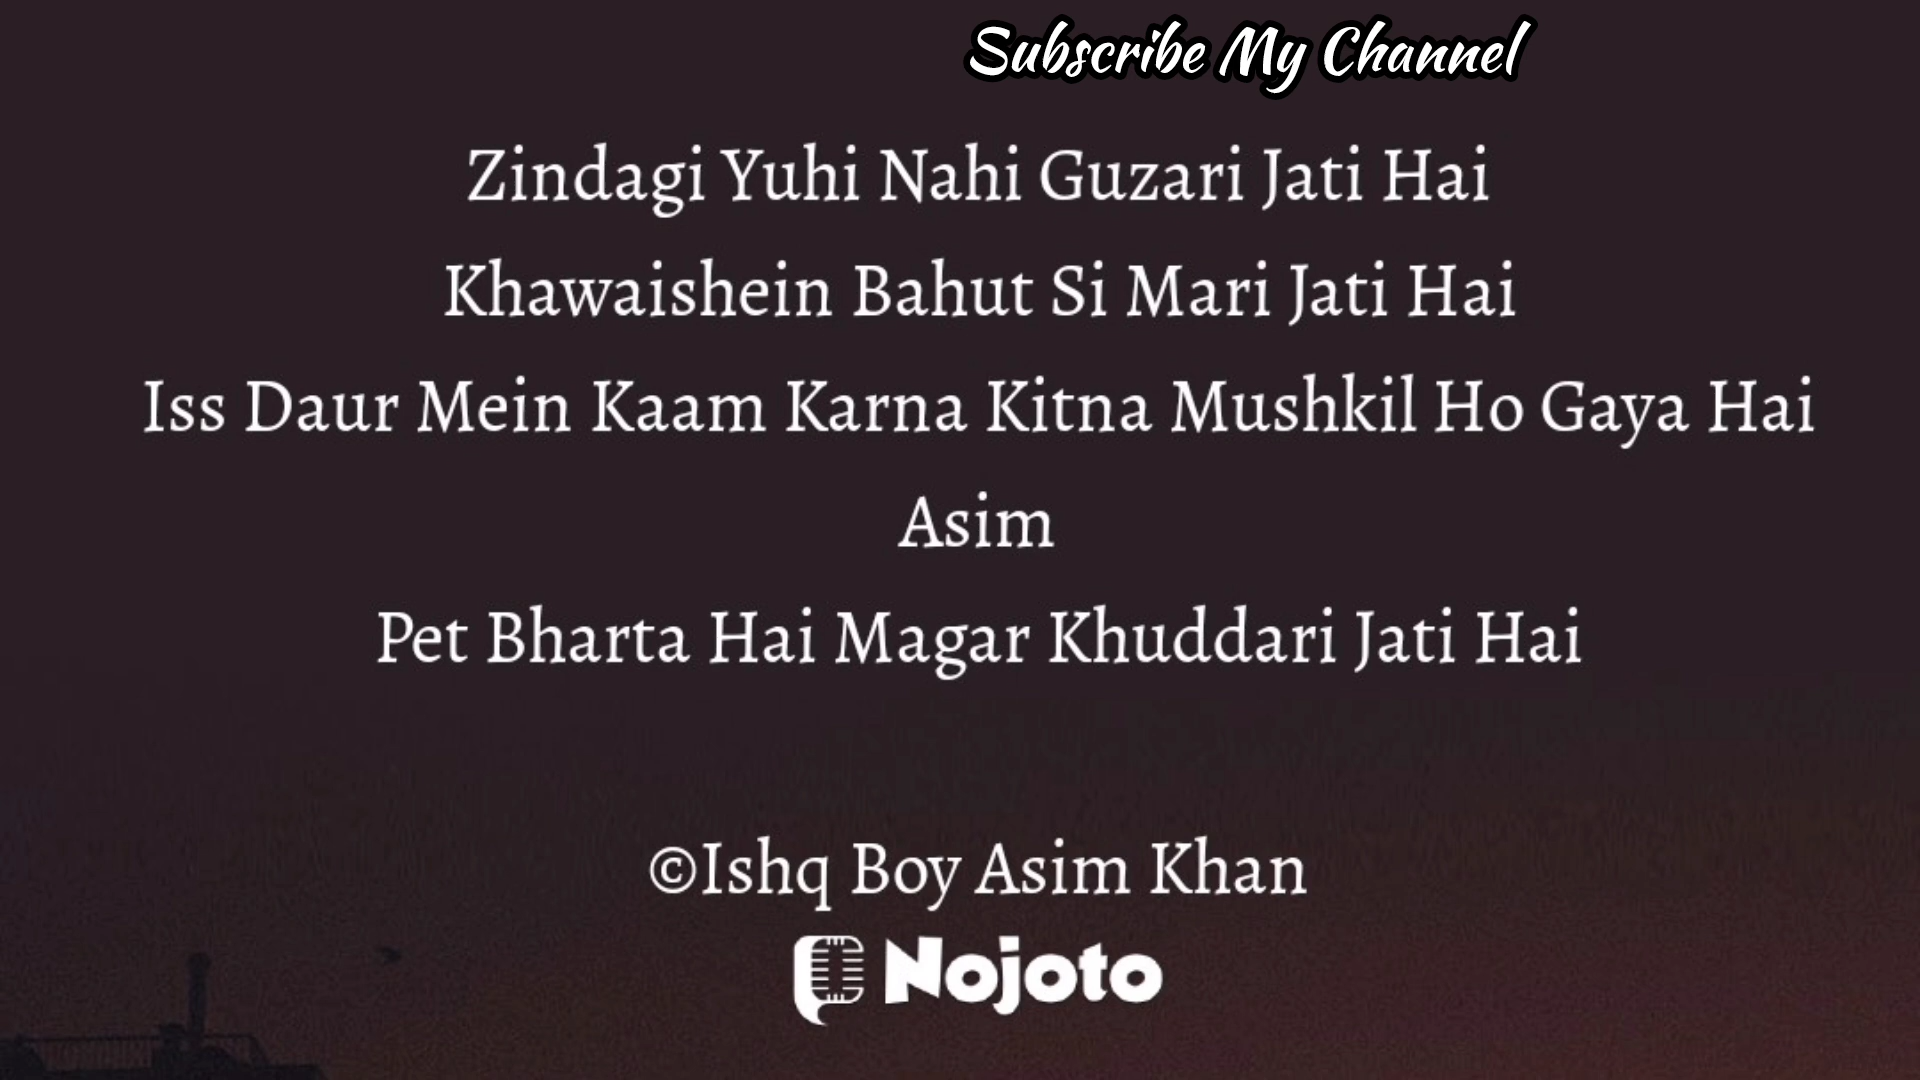 Subscribe My Channel
Zindagi Yuhi Nahi Guzari Jati Hai
Khawaishein Bahut Si Mari Jati Hai
Iss Daur Mein Kaam Karna Kitna Mushkil Ho Gaya Hai
Asim
Pet Bharta Hai Magar Khuddari Jati Hai
©Ishq Boy Asim Khan
Nojoto